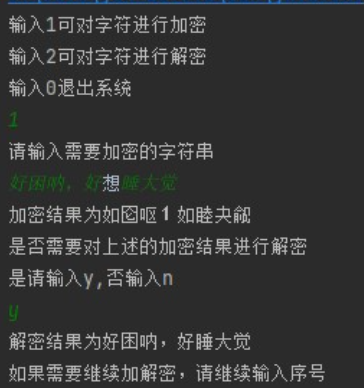 输入1可对字符进行加密
输入2可对字符进行解密
输入0退出系统
1
请输入需要加密的字符串
好困呐，好想睡大觉
加密结果为如囨呕1如睦夬觎
是否需要对上述的加密结果进行解密
是请输入y,否输入n
y
解密结果为好困呐，好睡大觉
如果需要继续加解密，请继续输入序号